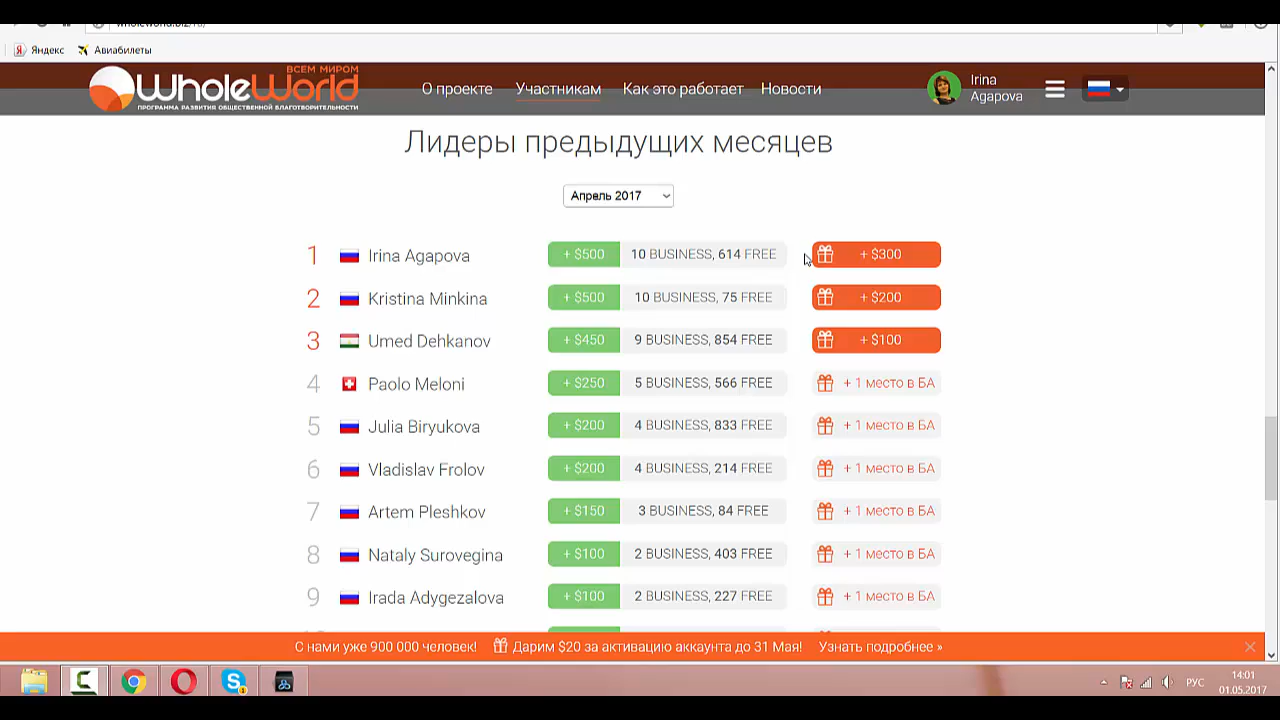 Яндекс Авиабилеты
ВСЕМ МИРОМ
WholeWorld
ПРОГРАММА РАЗВИТИЯ ОБЩЕСТВЕННОЙ БЛАГОТВОРИТЕЛЬНОСТИ
О проекте Участникам Как это работает Новости
Irina
Agapova
Лидеры предыдущих месяцев
Апрель 2017
1 Irina Agapova + $500 10 BUSINESS, 614 FREE + $300
2 Kristina Minkina + $500 10 BUSINESS, 75 FREE + $200
3 Umed Dehkanov + $450 9 BUSINESS, 854 FREE + $100
4 Paolo Meloni + $250 5 BUSINESS, 566 FREE + 1 место в БА
5 Julia Biryukova + $200 4 BUSINESS, 833 FREE + 1 место в БА
6 Vladislav Frolov + $200 4 BUSINESS, 214 FREE + 1 место в БА
7 Artem Pleshkov + $150 3 BUSINESS, 84 FREE + 1 место в БА
8 Nataly Surovegina + $100 2 BUSINESS, 403 FREE + 1 место в БА
9 Irada Adygezalova + $100 2 BUSINESS, 227 FREE + 1 место в БА
С нами уже 900 000 человек! Дарим $20 за активацию аккаунта до 31 Мая! Узнать подробнее »
РУС
14:01
01.05.2017